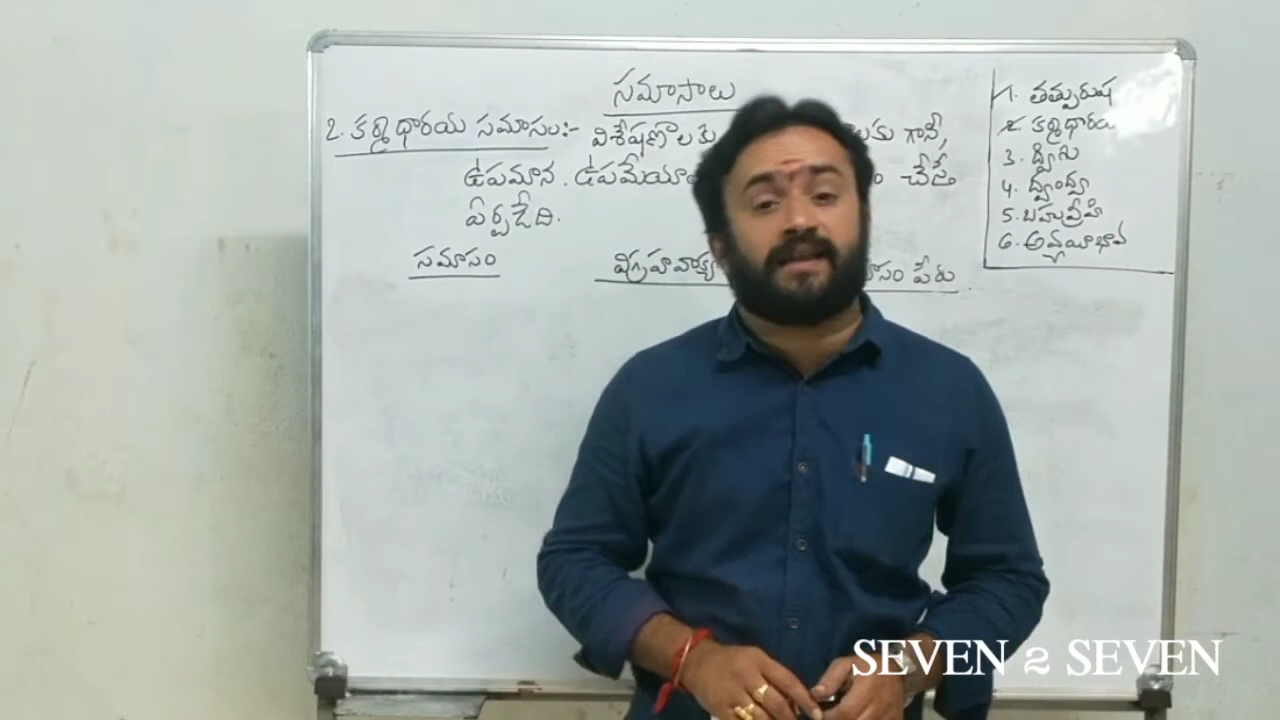 సమాసాలు
2. కర్మధారయ సమాసం:- విశేషణాలకు లకు గానీ,
ఉపమాన. ఉపమేయా చేస్తే
ఏర్పడేది.
సమాసం విగ్రహవాక్య సం పేరు
1. తత్పురుష
2. కర్మధారయ
3. ద్విగు
4. ద్వంద్వ
5. బహువ్రీహి
6. అవ్యయీభావ
SEVEN 2 SEVEN